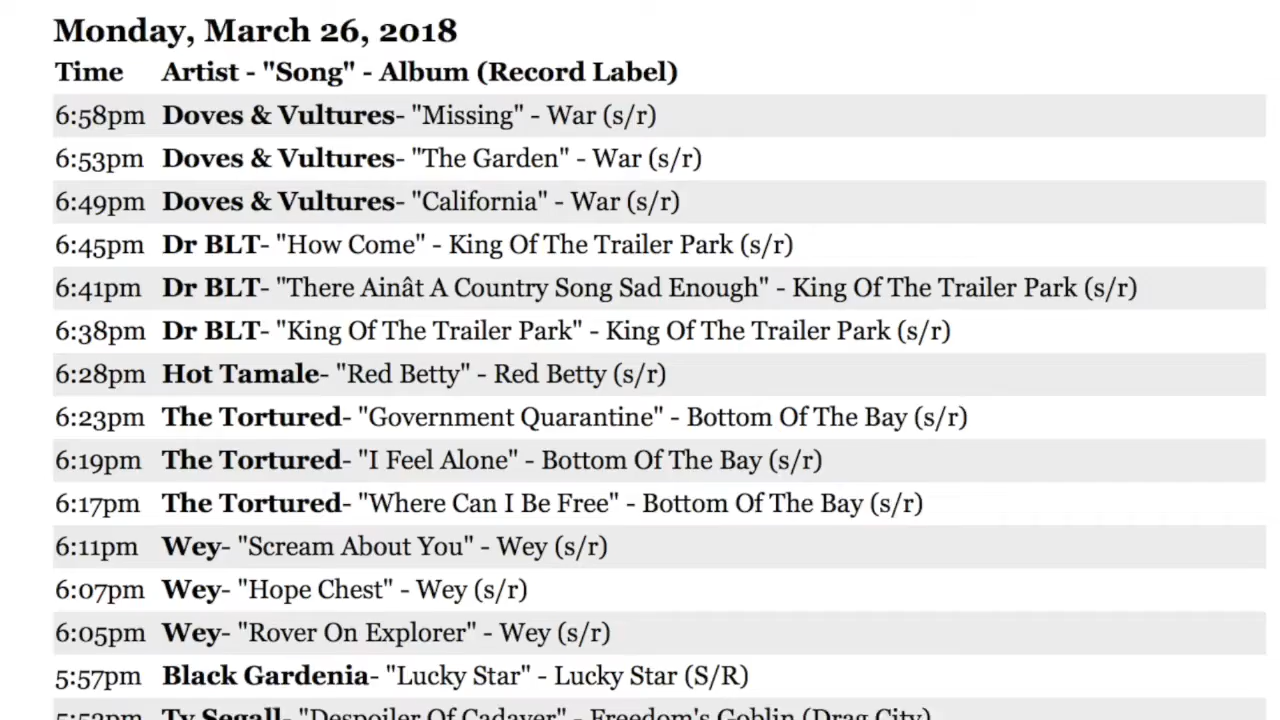 Monday, March 26, 2018
Time Artist - "Song" - Album (Record Label)
6:58pm Doves & Vultures- "Missing" - War (s/r)
6:53pm Doves & Vultures- "The Garden" - War (s/r)
6:49pm Doves & Vultures- "California" - War (s/r)
6:45pm Dr BLT- "How Come" - King Of The Trailer Park (s/r)
6:41pm Dr BLT- "There Ainât A Country Song Sad Enough" - King Of The Trailer Park (s/r)
6:38pm Dr BLT- "King Of The Trailer Park" - King Of The Trailer Park (s/r)
6:28pm Hot Tamale- "Red Betty" - Red Betty (s/r)
6:23pm The Tortured- "Government Quarantine" - Bottom Of The Bay (s/r)
6:19pm The Tortured- "I Feel Alone" - Bottom Of The Bay (s/r)
6:17pm The Tortured- "Where Can I Be Free" - Bottom Of The Bay (s/r)
6:11pm Wey- "Scream About You" - Wey (s/r)
6:07pm Wey- "Hope Chest" - Wey (s/r)
6:05pm Wey- "Rover On Explorer" - Wey (s/r)
5:57pm Black Gardenia- "Lucky Star" - Lucky Star (S/R)
5:53pm Ty Segall- "Despoiler Of Cadaver" - Freedom's Goblin (Drag City)